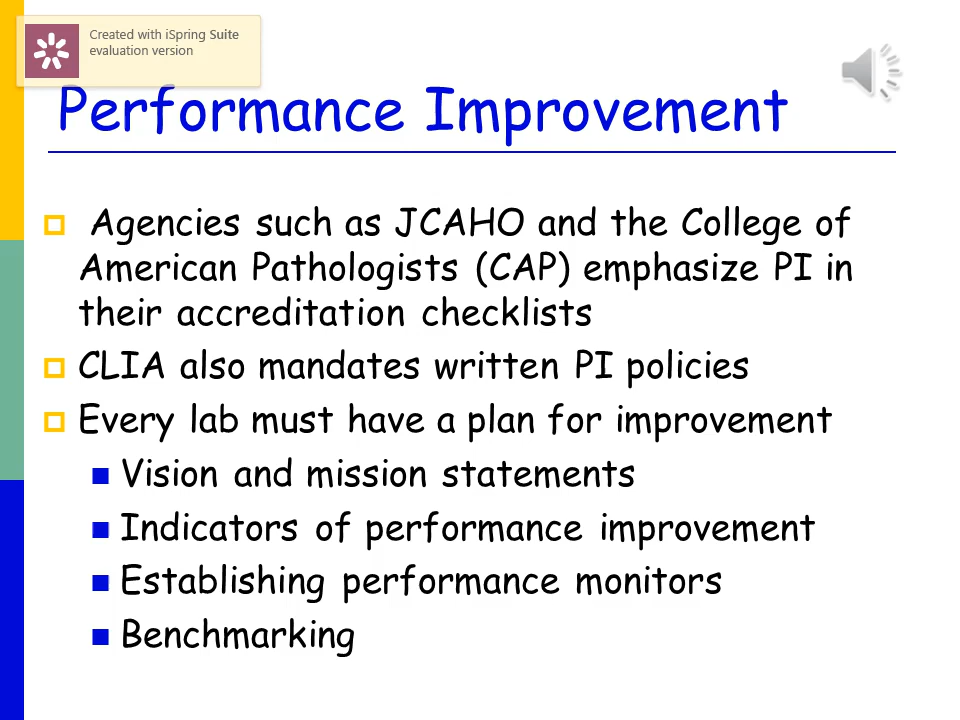 Created with iSpring Suite
evaluation version
Performance Improvement
Agencies such as JCAHO and the College of
American Pathologists (CAP) emphasize PI in
their accreditation checklists
CLIA also mandates written PI policies
Every lab must have a plan for improvement
Vision and mission statements
Indicators of performance improvement
Establishing performance monitors
Benchmarking